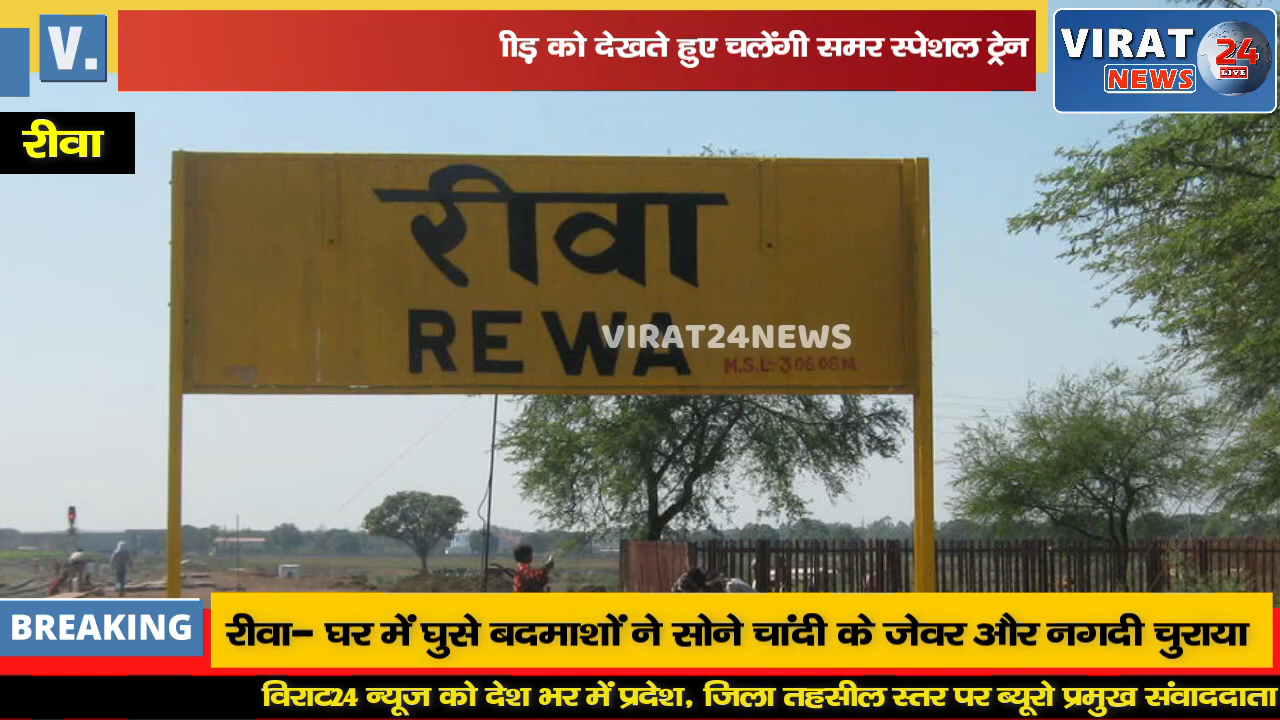 V.
ीड़ को देखते हुए चलेंगी समर स्पेशल ट्रेन
VIRAT
24
LIVE
NEWS
रीवा
रीवा
REWA
VIRAT24NEWS
M.S.L:- 306.06 M.
BREAKING
रीवा- घर में घुसे बदमाशों ने सोने चांदी के जेवर और नगदी चुराया
विराट24 न्यूज को देश भर में प्रदेश, जिला तहसील स्तर पर ब्यूरो प्रमुख संवाददाता